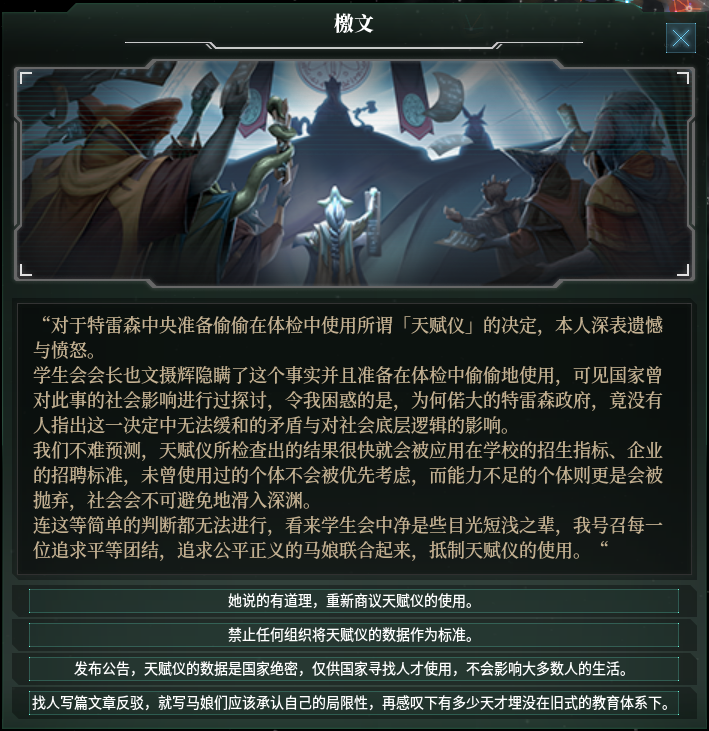 檄文
“对于特雷森中央准备偷偷在体检中使用所谓「天赋仪」的决定，本人深表遗憾
与愤怒。
学生会会长也文摄辉隐瞒了这个事实并且准备在体检中偷偷地使用，可见国家曾
对此事的社会影响进行过探讨，令我困惑的是，为何偌大的特雷森政府，竟没有
人指出这一决定中无法缓和的矛盾与对社会底层逻辑的影响。
我们不难预测，天赋仪所检查出的结果很快就会被应用在学校的招生指标、企业
的招聘标准，未曾使用过的个体不会被优先考虑，而能力不足的个体则更是会被
抛弃，社会会不可避免地滑入深渊。
连这等简单的判断都无法进行，看来学生会中净是些目光短浅之辈，我号召每一
位追求平等团结，追求公平正义的马娘联合起来，抵制天赋仪的使用。“
她说的有道理，重新商议天赋仪的使用。
禁止任何组织将天赋仪的数据作为标准。
发布公告，天赋仪的数据是国家绝密，仅供国家寻找人才使用，不会影响大多数人的生活。
找人写篇文章反驳，就写马娘们应该承认自己的局限性，再感叹下有多少天才埋没在旧式的教育体系下。